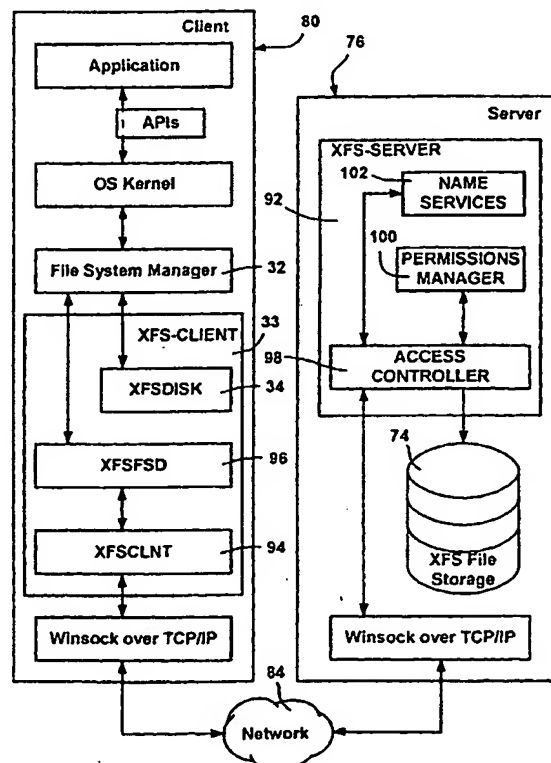 Client
80
Application
APIs
OS Kernel
File System Manager
32
33
XFS-CLIENT
XFSDISK
34
XFSFSD
96
XFSCLNT
94
Winsock over TCP/IP
76
Server
XFS-SERVER
102
NAME
SERVICES
92
100
PERMISSIONS
MANAGER
98
ACCESS
CONTROLLER
74
XFS File
Storage
Winsock over TCP/IP
84
Network